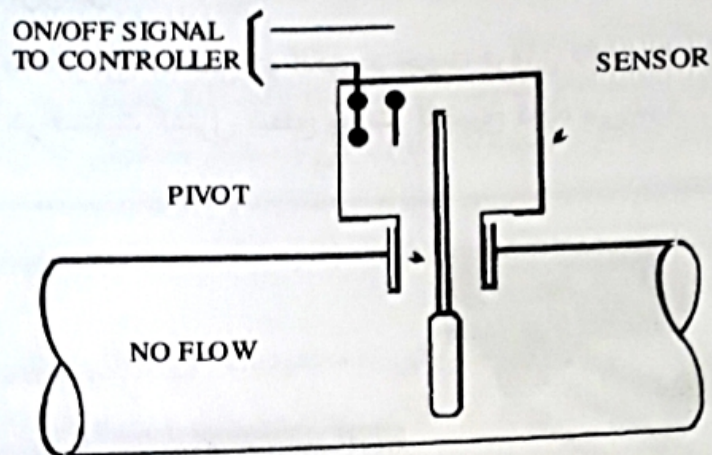 ON/OFF SIGNAL
TO CONTROLLER
SENSOR
PIVOT
NO FLOW